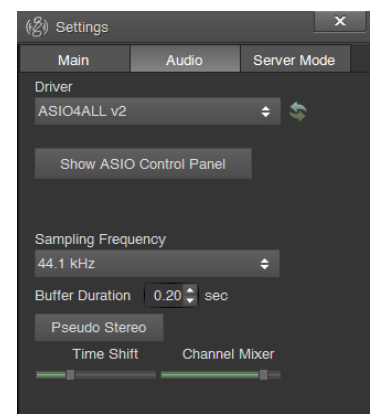 Settings
Main Audio Server Mode
Driver
ASIO4ALL v2
Show ASIO Control Panel
Sampling Frequency
44.1 kHz
Buffer Duration 0.20 sec
Pseudo Stereo
Time Shift Channel Mixer